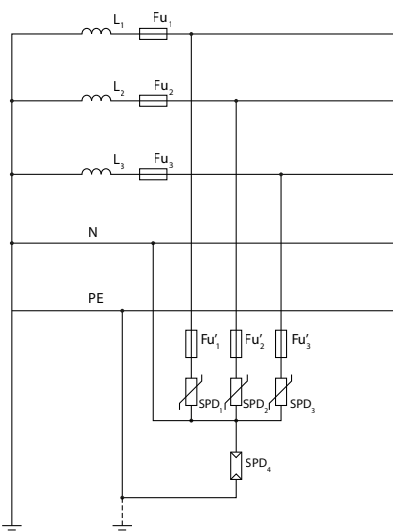 L₁ Fu₁
L₂ Fu₂
L₃ Fu₃
N
PE
Fu'₁ Fu'₂ Fu'₃
SPD₁ SPD₂ SPD₃
SPD₄